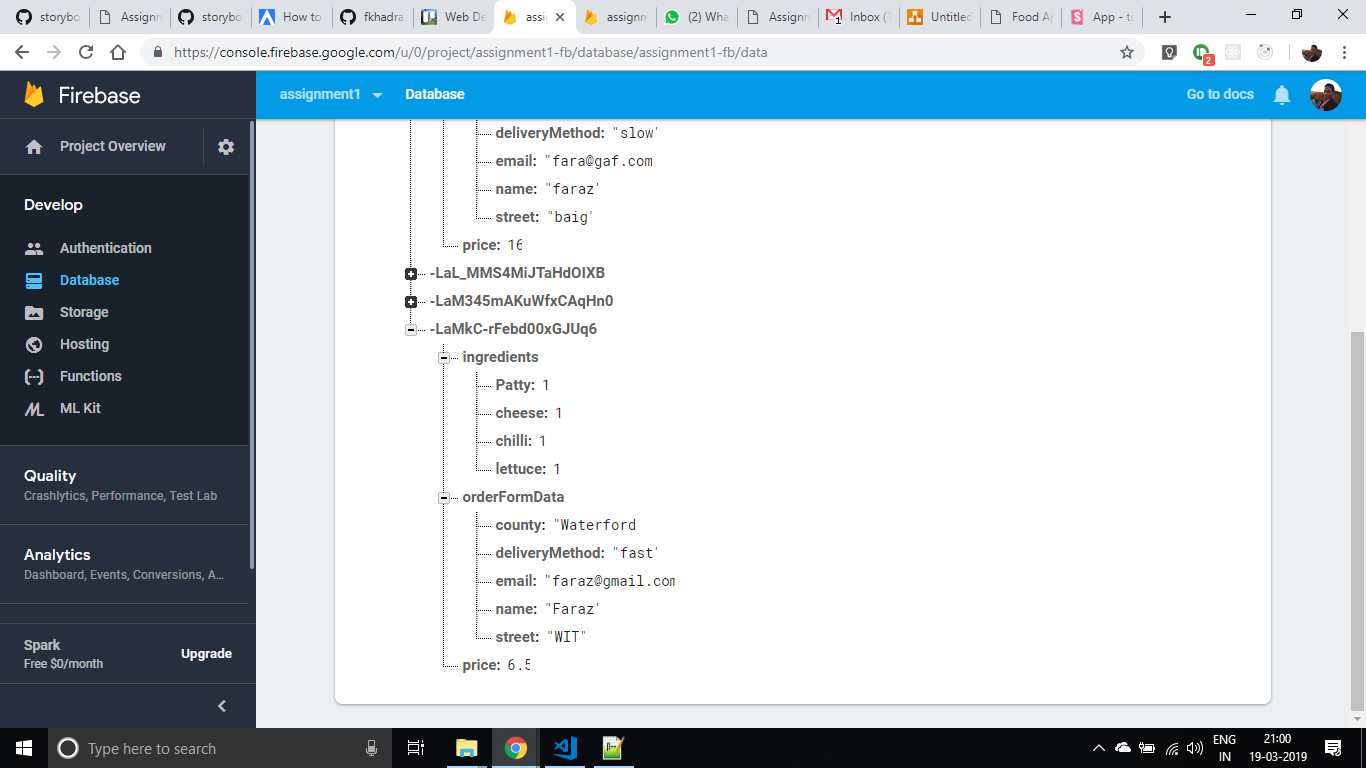 storybo
Assignm
storybo
How to
fkhadra
Web De
assi
assignm
(2) Wha
Assignm
Inbox (1
Untitled
Food Ap
App - to
https://console.firebase.google.com/u/0/project/assignment1-fb/database/assignment1-fb/data
2
Firebase
assignment1
Database
Go to docs
Project Overview
Develop
Authentication
Database
Storage
Hosting
Functions
ML Kit
Quality
Crashlytics, Performance, Test Lab
Analytics
Dashboard, Events, Conversions, A...
Spark
Free $0/month
Upgrade
deliveryMethod: "slow"
email: "fara@gaf.com
name: "faraz"
street: "baig"
price: 16
-LaL_MMS4MiJTaHdOIXB
-LaM345mAKuWfxCAqHn0
-LaMkC-rFebd00xGJUq6
ingredients
Patty: 1
cheese: 1
chilli: 1
lettuce: 1
orderFormData
county: "Waterford
deliveryMethod: "fast"
email: "faraz@gmail.com
name: "Faraz"
street: "WIT"
price: 6.5
Type here to search
ENG
IN
21:00
19-03-2019